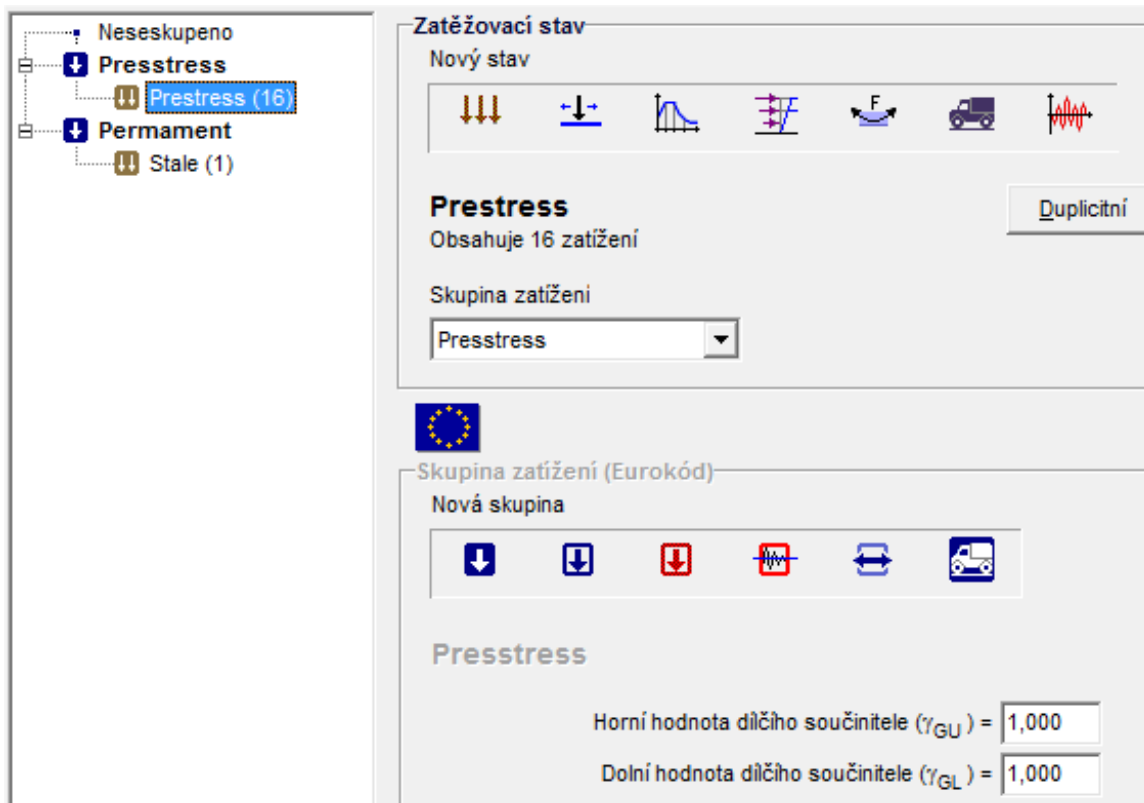 Neseskupeno
Presstress
Prestress (16)
Permament
Stale (1)
Zatěžovací stav
Nový stav
F
Prestress
Obsahuje 16 zatížení
Duplicitní
Skupina zatížení
Presstress
Skupina zatížení (Eurokód)
Nová skupina
Presstress
Horní hodnota dílčího součinitele (γGU) = 1,000
Dolní hodnota dílčího součinitele (γGL) = 1,000